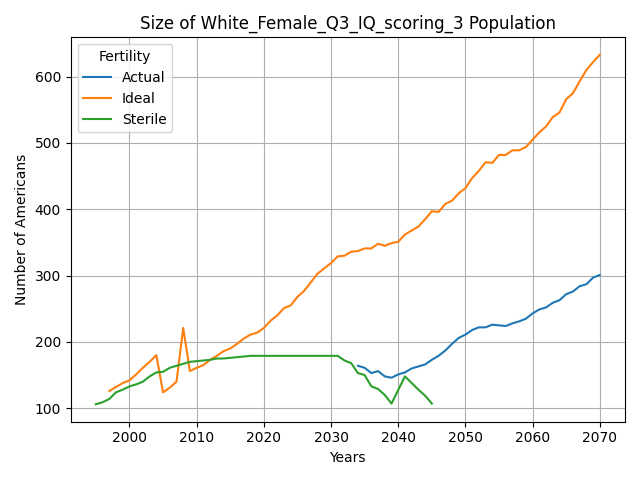 Size of White_Female_Q3_IQ_scoring_3 Population
Fertility
Actual
Ideal
Sterile
Number of Americans
600
500
400
300
200
100
2000 2010 2020 2030 2040 2050 2060 2070
Years